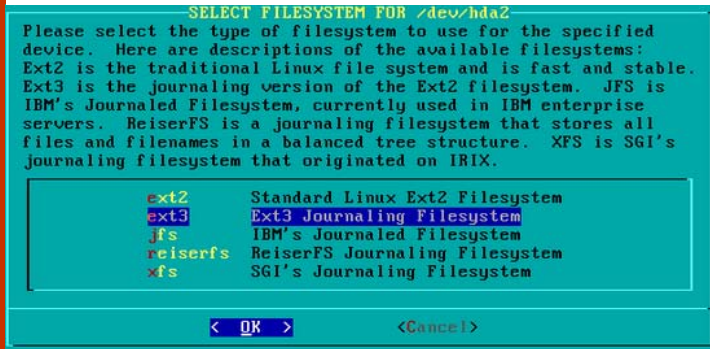 SELECT FILESYSTEM FOR /dev/hda2
Please select the type of filesystem to use for the specified
device.  Here are descriptions of the available filesystems:
Ext2 is the traditional Linux file system and is fast and stable.
Ext3 is the journaling version of the Ext2 filesystem.  JFS is
IBM's Journaled Filesystem, currently used in IBM enterprise
servers.  ReiserFS is a journaling filesystem that stores all
files and filenames in a balanced tree structure.  XFS is SGI's
journaling filesystem that originated on IRIX.
ext2 Standard Linux Ext2 Filesystem
ext3 Ext3 Journaling Filesystem
jfs IBM's Journaled Filesystem
reiserfs ReiserFS Journaling Filesystem
xfs SGI's Journaling Filesystem
< OK > <Cancel>